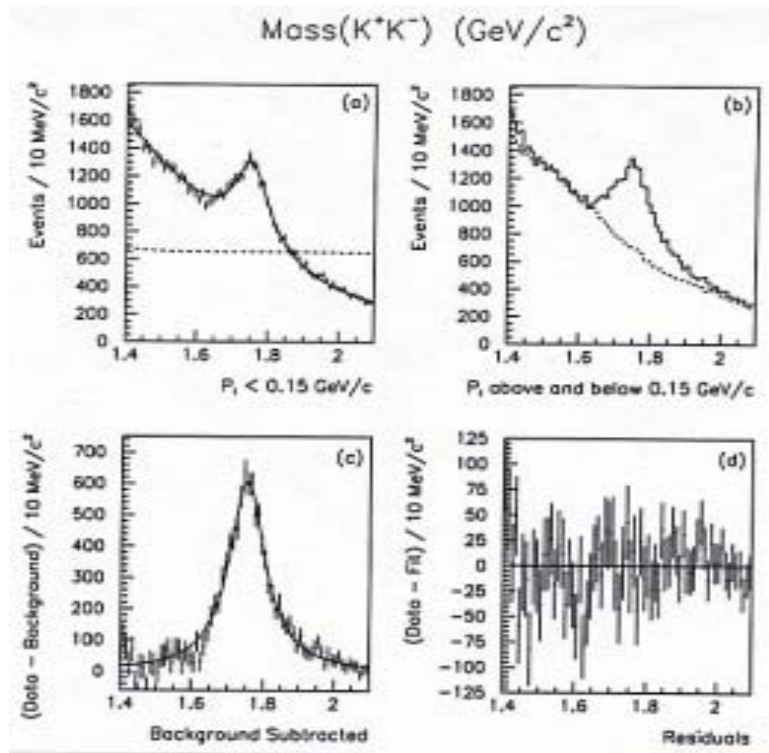 Mass(K⁺K⁻) (GeV/c²)
(a)
Events / 10 MeV/c²
1800
1600
1400
1200
1000
800
600
400
200
0
1.4 1.6 1.8 2
Pₜ < 0.15 GeV/c
(b)
Events / 10 MeV/c²
1800
1600
1400
1200
1000
800
600
400
200
0
1.4 1.6 1.8 2
Pₜ above and below 0.15 GeV/c
(c)
(Data - Background) / 10 MeV/c²
700
600
500
400
300
200
100
0
1.4 1.6 1.8 2
Background Subtracted
(d)
(Data - Fit) / 10 MeV/c²
125
100
75
50
25
0
-25
-50
-75
-100
-125
1.4 1.6 1.8 2
Residuals